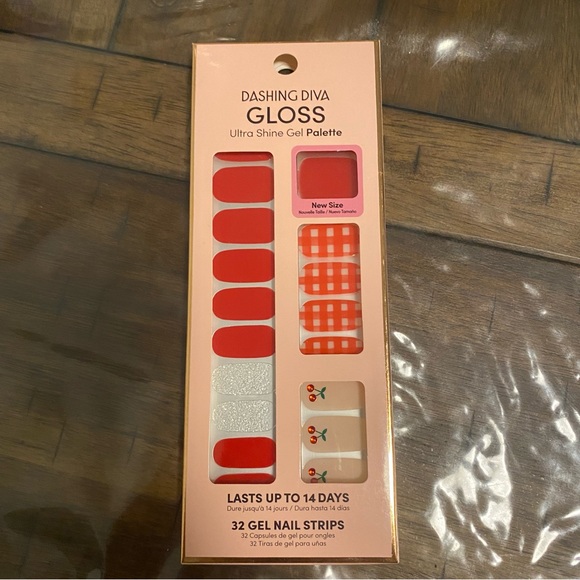 DASHING DIVA
GLOSS
Ultra Shine Gel Palette
New Size
Nouvelle Taille / Nuevo Tamaño
LASTS UP TO 14 DAYS
Dure jusqu'à 14 jours / Dura hasta 14 días
32 GEL NAIL STRIPS
32 Capsules de gel pour ongles
32 Tiras de gel para uñas